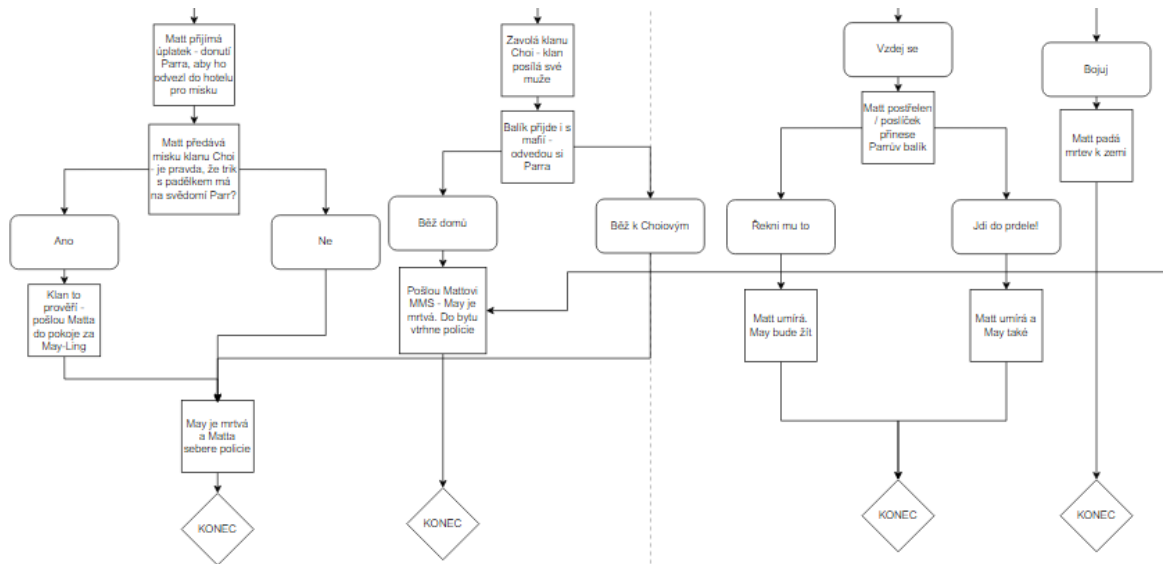 Matt přijímá
úplatek - donutí
Parra, aby ho
odvezl do hotelu
pro misku
Zavolá klanu
Choi - klan
posílá své
muže
Vzdej se
Bojuj
Matt předává
misku klanu Choi
- je pravda, že trik
s padělkem má
na svědomí Parr?
Balík přijde i s
mafií -
odvedou si
Parra
Matt postřelen
/ poslíček
přinese
Parrův balík
Matt padá
mrtev k zemi
Ano
Ne
Běž domů
Běž k Choiovým
Řekni mu to
Jdi do prdele!
Klan to
prověří -
pošlou Matta
do pokoje za
May-Ling
Pošlou Mattovi
MMS - May je
mrtvá. Do bytu
vtrhne policie
Matt umírá.
May bude žít
Matt umírá a
May také
May je mrtvá
a Matta
sebere policie
KONEC
KONEC
KONEC
KONEC